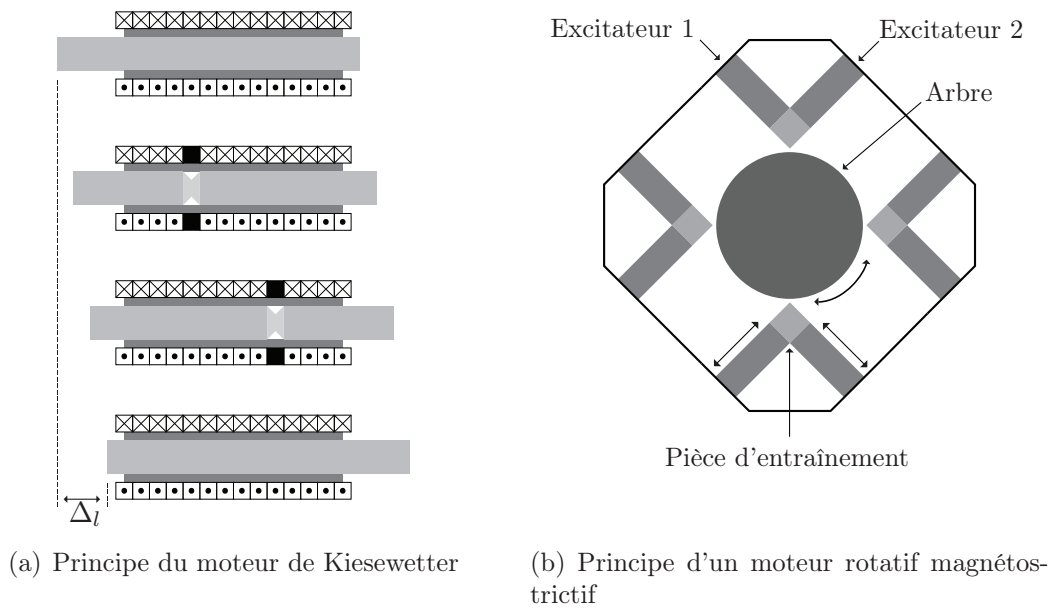 Excitateur 1
Excitateur 2
Arbre
Pièce d'entraînement
Δl
(a) Principe du moteur de Kiesewetter
(b) Principe d'un moteur rotatif magnétos-
trictif